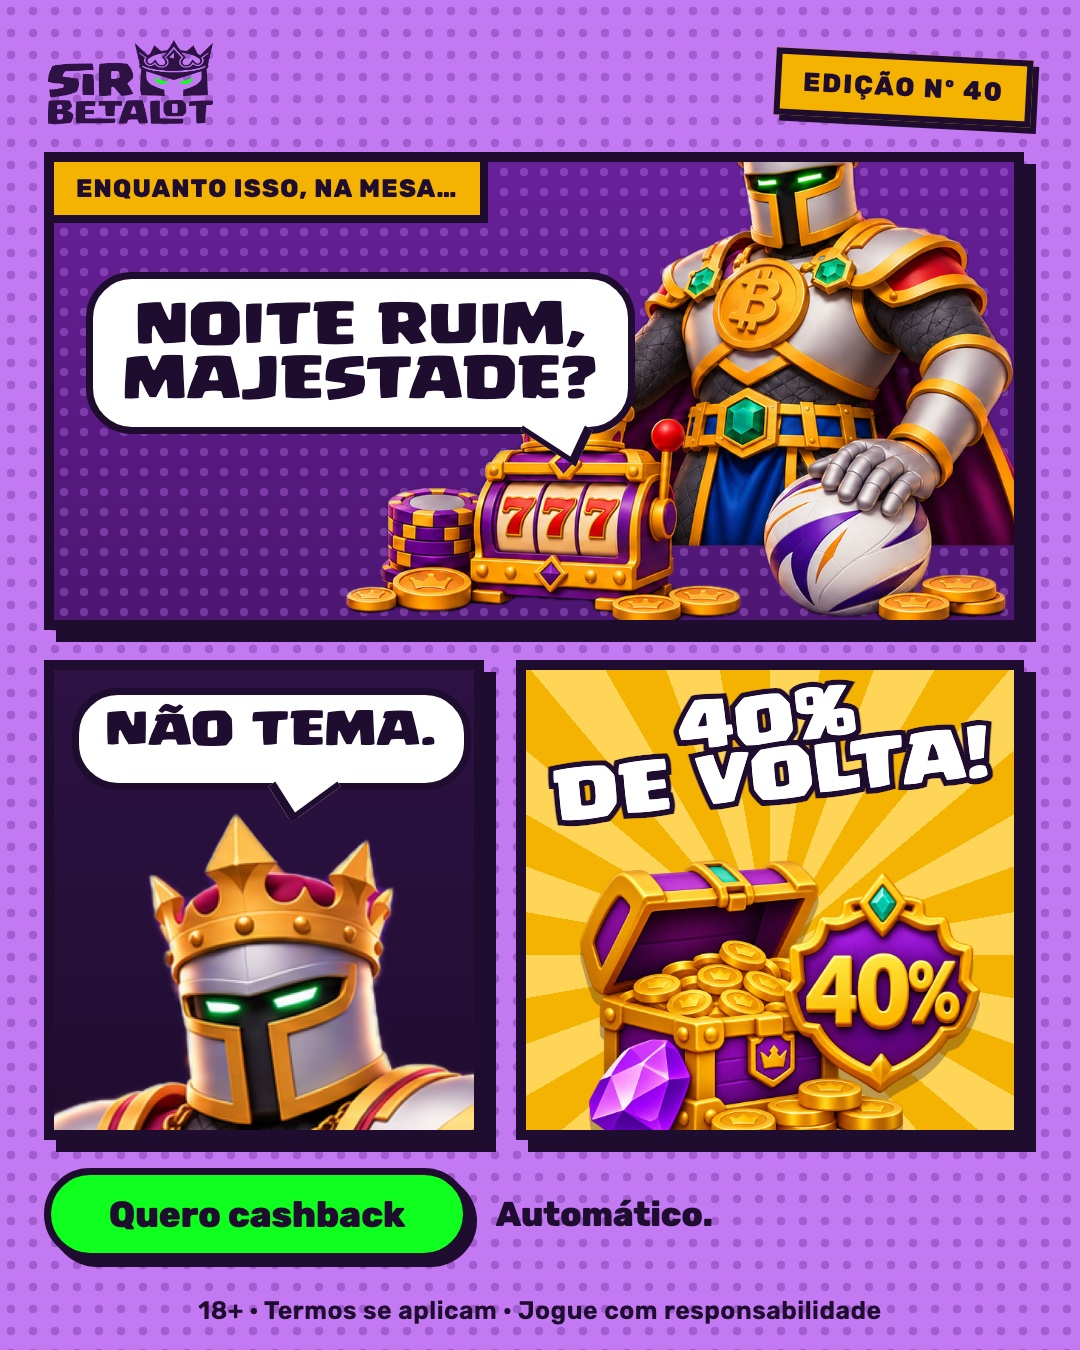 SIR
BETALOT
EDIÇÃO Nº 40
ENQUANTO ISSO, NA MESA...
NOITE RUIM,
MAJESTADE?
777
NÃO TEMA.
40%
DE VOLTA!
40%
Quero cashback
Automático.
18+ • Termos se aplicam • Jogue com responsabilidade